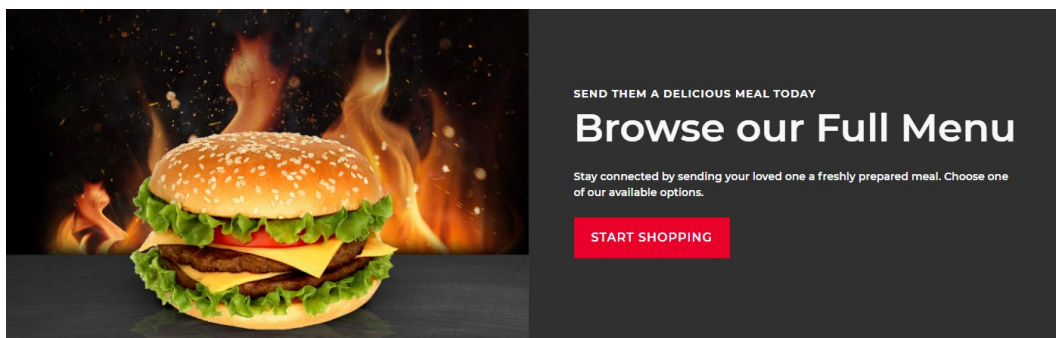 SEND THEM A DELICIOUS MEAL TODAY
Browse our Full Menu
Stay connected by sending your loved one a freshly prepared meal. Choose one
of our available options.
START SHOPPING